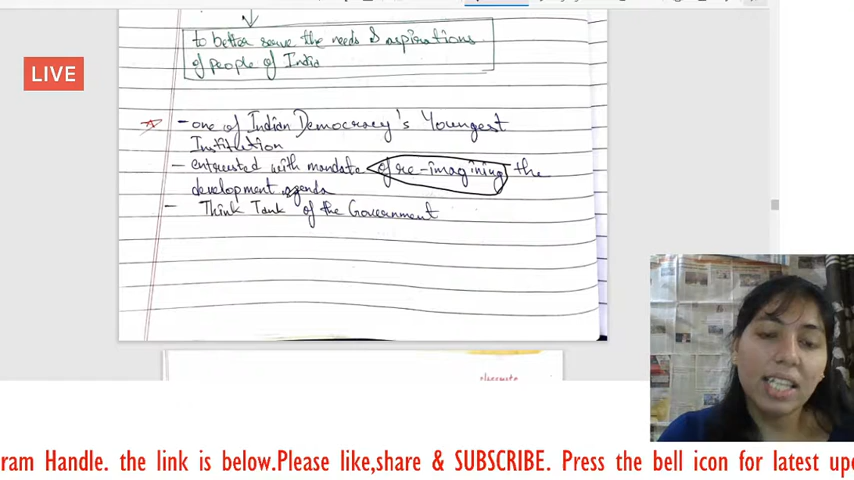 to better serve the needs & aspirations
of people of India
LIVE
- one of Indian Democracy's Youngest
Institution
- entrusted with mandate of re-imagining the
development agenda
- Think Tank of the Government
classmate
ram Handle. the link is below.Please like,share & SUBSCRIBE. Press the bell icon for latest upd